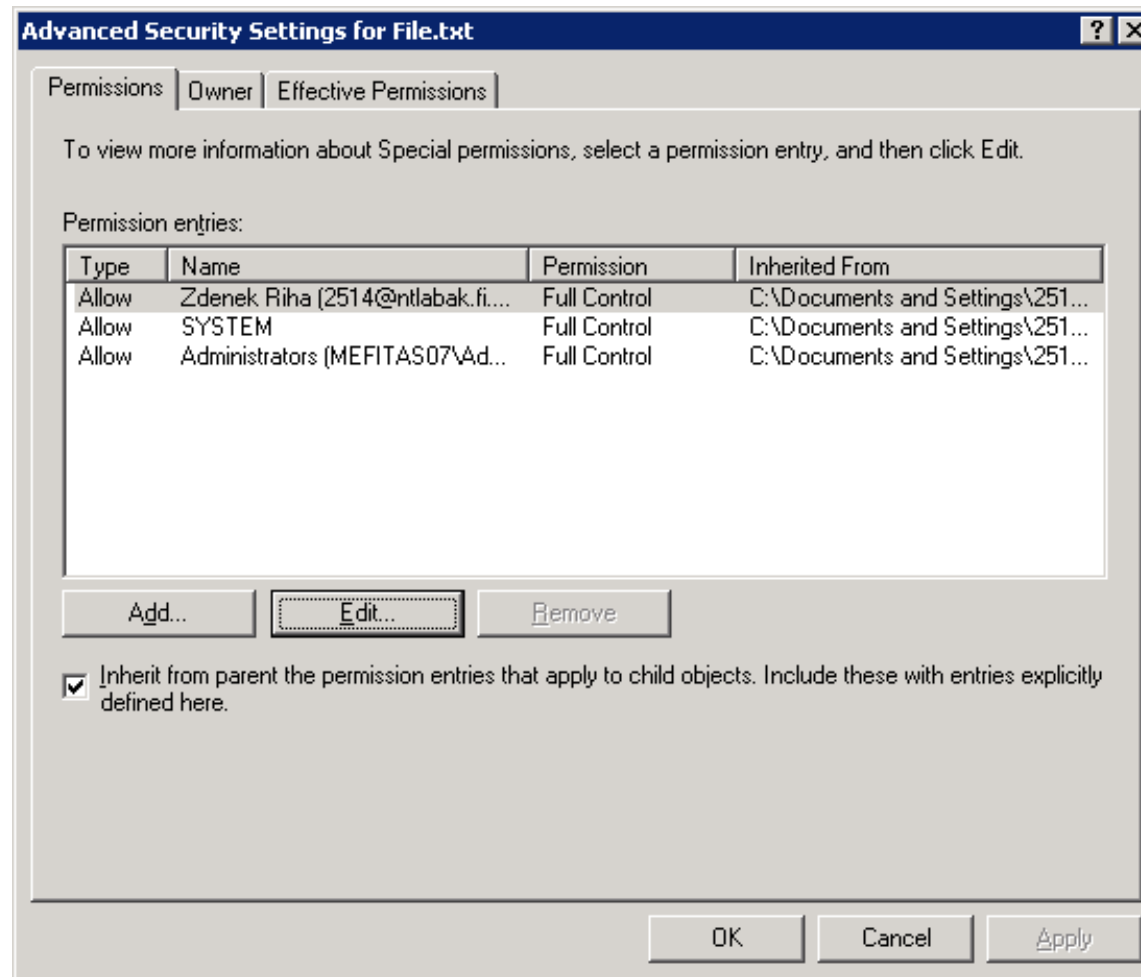 Advanced Security Settings for File.txt
Permissions Owner Effective Permissions
To view more information about Special permissions, select a permission entry, and then click Edit.
Permission entries:
Type Name Permission Inherited From
Allow Zdenek Riha (2514@ntlabak.fi.... Full Control C:\Documents and Settings\251...
Allow SYSTEM Full Control C:\Documents and Settings\251...
Allow Administrators (MEFITAS07\Ad... Full Control C:\Documents and Settings\251...
Add... Edit... Remove
Inherit from parent the permission entries that apply to child objects. Include these with entries explicitly
defined here.
OK Cancel Apply